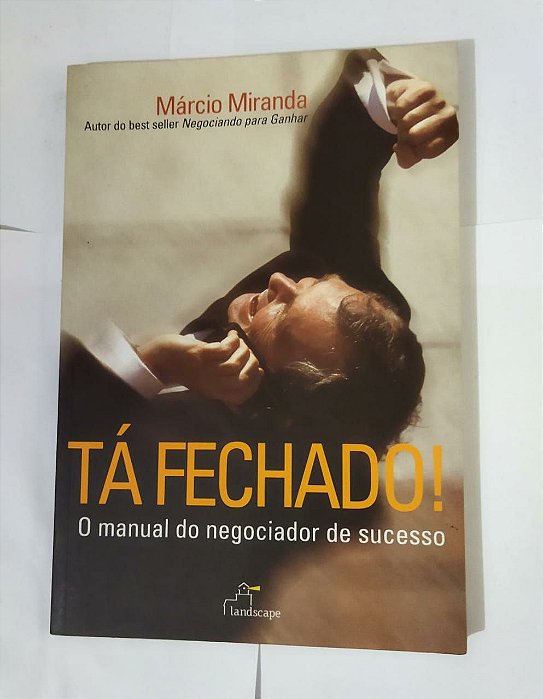 Márcio Miranda
Autor do best seller Negociando para Ganhar
TÁ FECHADO!
O manual do negociador de sucesso
landscape